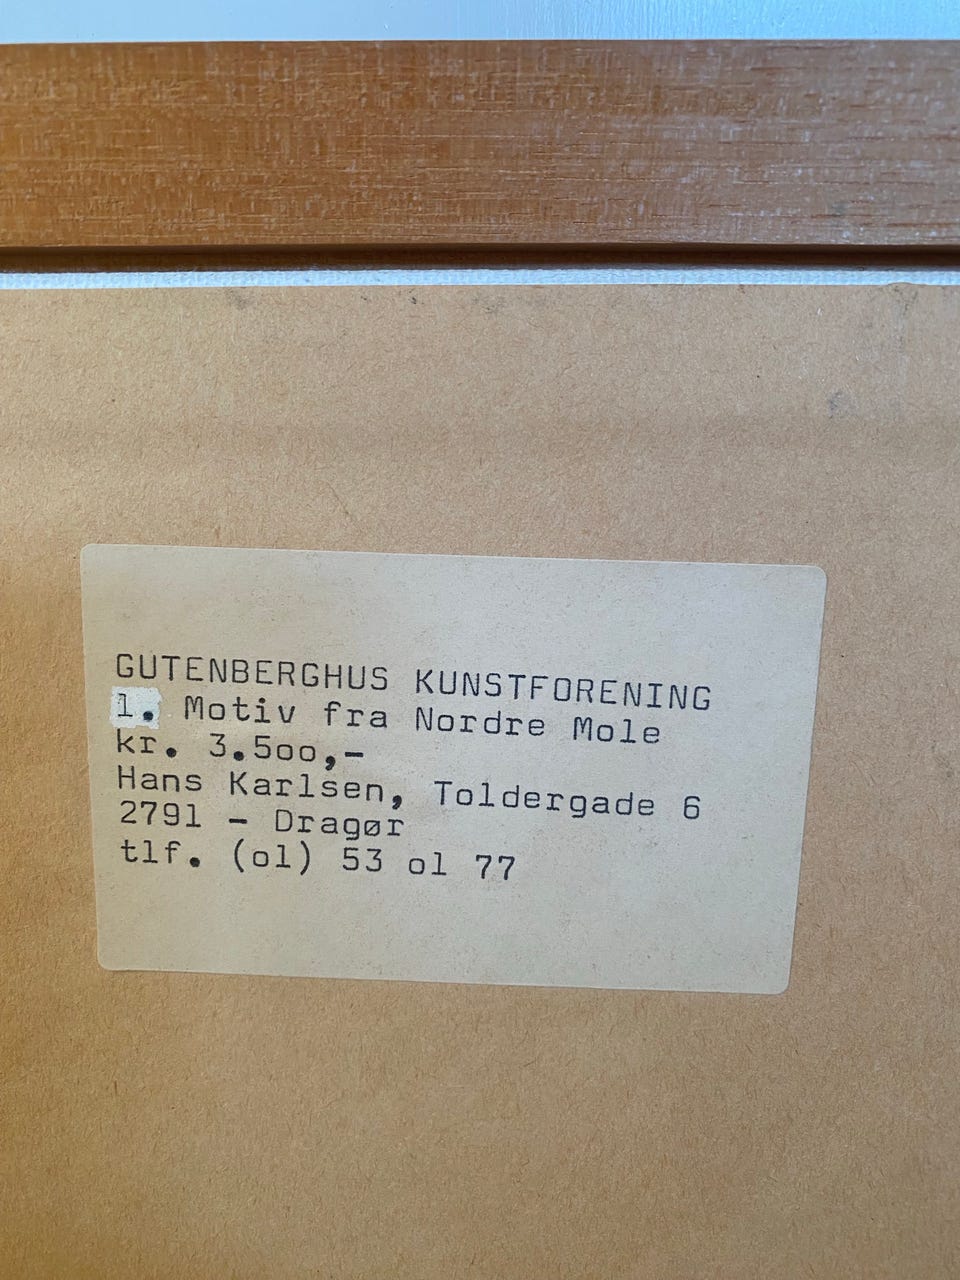 GUTENBERGHUS KUNSTFORENING
1. Motiv fra Nordre Mole
kr. 3.5oo,-
Hans Karlsen, Toldergade 6
2791 - Dragør
tlf. (ol) 53 ol 77